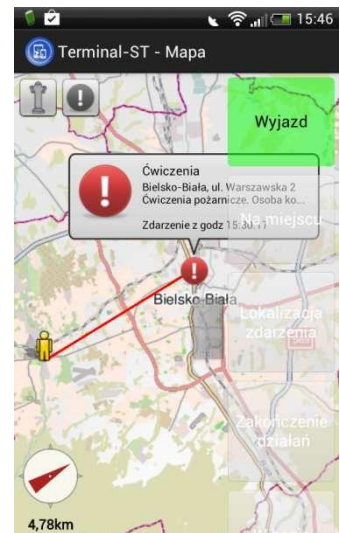 15:46
Terminal-ST - Mapa
Wyjazd
Ćwiczenia
Bielsko-Biała, ul. Warszawska 2
Ćwiczenia pożarnicze. Osoba ko...
Zdarzenie z godz 15:30:11
Na miejscu
Bielsko-Biała
Lokalizacja
zdarzenia
Zakończenie
działań
4,78km